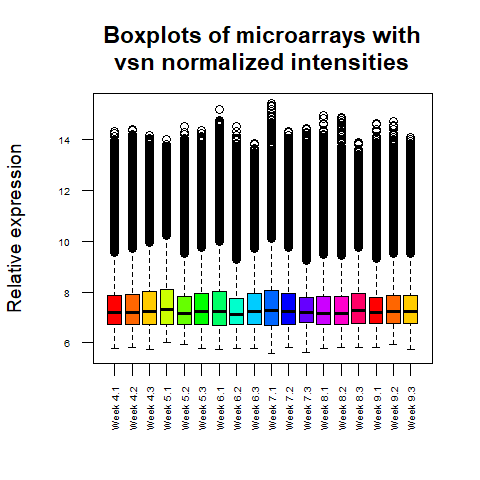 Boxplots of microarrays with
vsn normalized intensities
Relative expression
14
12
10
8
6
Week 4.1
Week 4.2
Week 4.3
Week 5.1
Week 5.2
Week 5.3
Week 6.1
Week 6.2
Week 6.3
Week 7.1
Week 7.2
Week 7.3
Week 8.1
Week 8.2
Week 8.3
Week 9.1
Week 9.2
Week 9.3